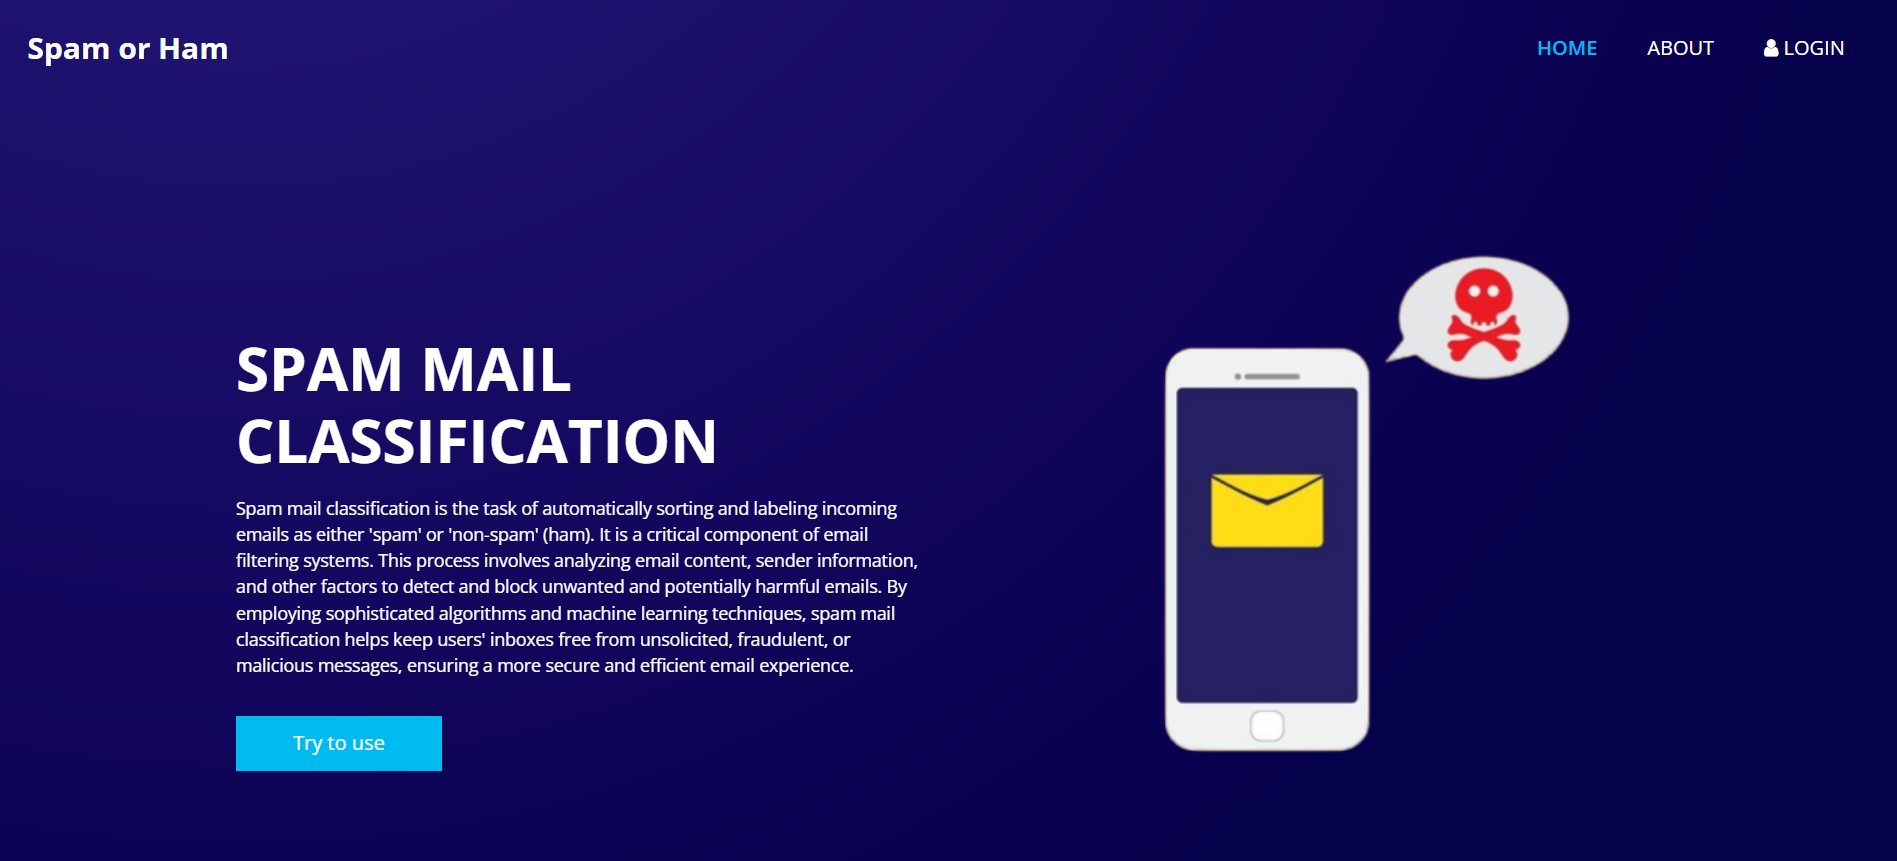 Spam or Ham
HOME
ABOUT
LOGIN
SPAM MAIL
CLASSIFICATION
Spam mail classification is the task of automatically sorting and labeling incoming
emails as either 'spam' or 'non-spam' (ham). It is a critical component of email
filtering systems. This process involves analyzing email content, sender information,
and other factors to detect and block unwanted and potentially harmful emails. By
employing sophisticated algorithms and machine learning techniques, spam mail
classification helps keep users' inboxes free from unsolicited, fraudulent, or
malicious messages, ensuring a more secure and efficient email experience.
Try to use